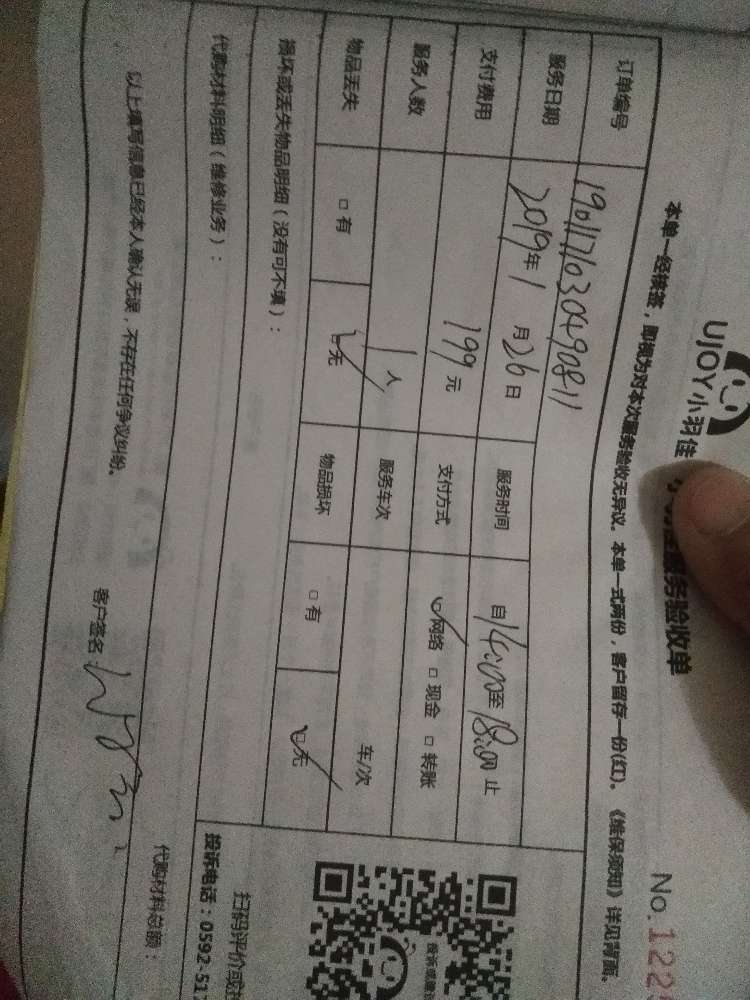 UJOY小羽佳
服务验收单
No.122
本单一经接签，即视为对本次服务验收无异议。本单一式两份，客户留存一份(红)。《维保须知》详见背面。
订单编号 1901171030490811
服务日期 2019年1月26日 服务时间 自14:00至18:00止
支付费用 199元 支付方式 网络 □现金 □转账
服务人数 1人 服务车次 车/次
物品丢失 □有 □无 物品损坏 □有 □无
损坏或丢失物品明细（没有可不填）：
代购材料明细（维修业务）：
代购材料总额：
以上填写信息已经本人确认无误，不存在任何争议纠纷。
客户签名：
扫码评价或
投诉电话：0592-517